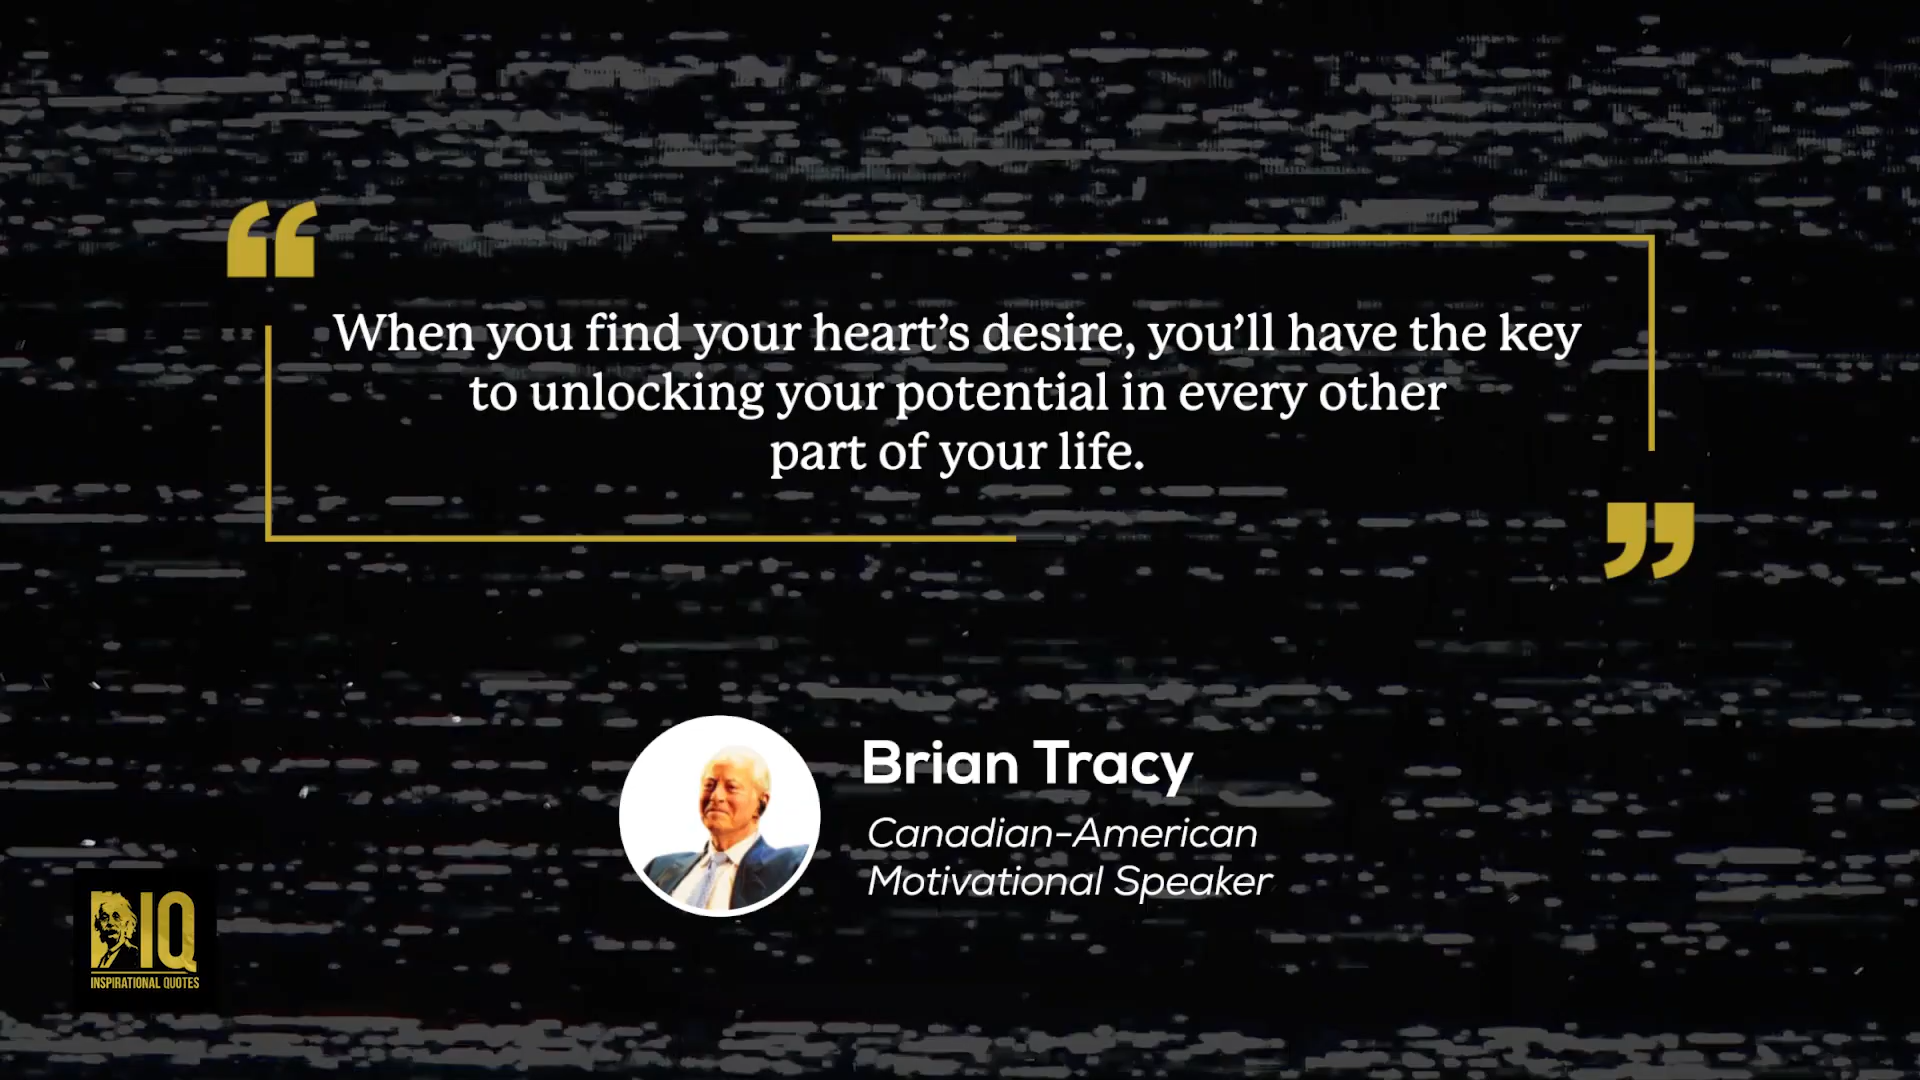 When you find your heart’s desire, you’ll have the key
to unlocking your potential in every other
part of your life.
Brian Tracy
Canadian-American
Motivational Speaker
IQ
INSPIRATIONAL QUOTES